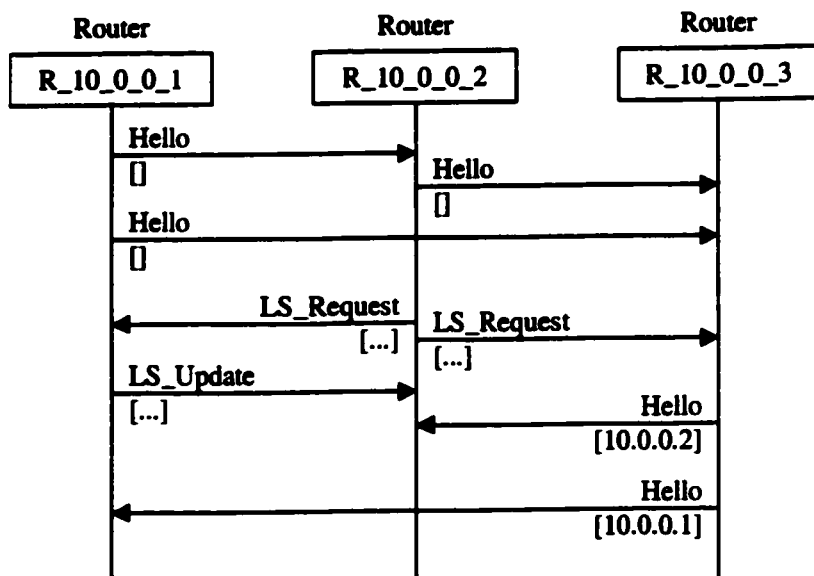 Router
Router
Router
R_10_0_0_1
R_10_0_0_2
R_10_0_0_3
Hello
[]
Hello
[]
Hello
[]
LS_Request
[...]
LS_Request
[...]
LS_Update
[...]
Hello
[10.0.0.2]
Hello
[10.0.0.1]